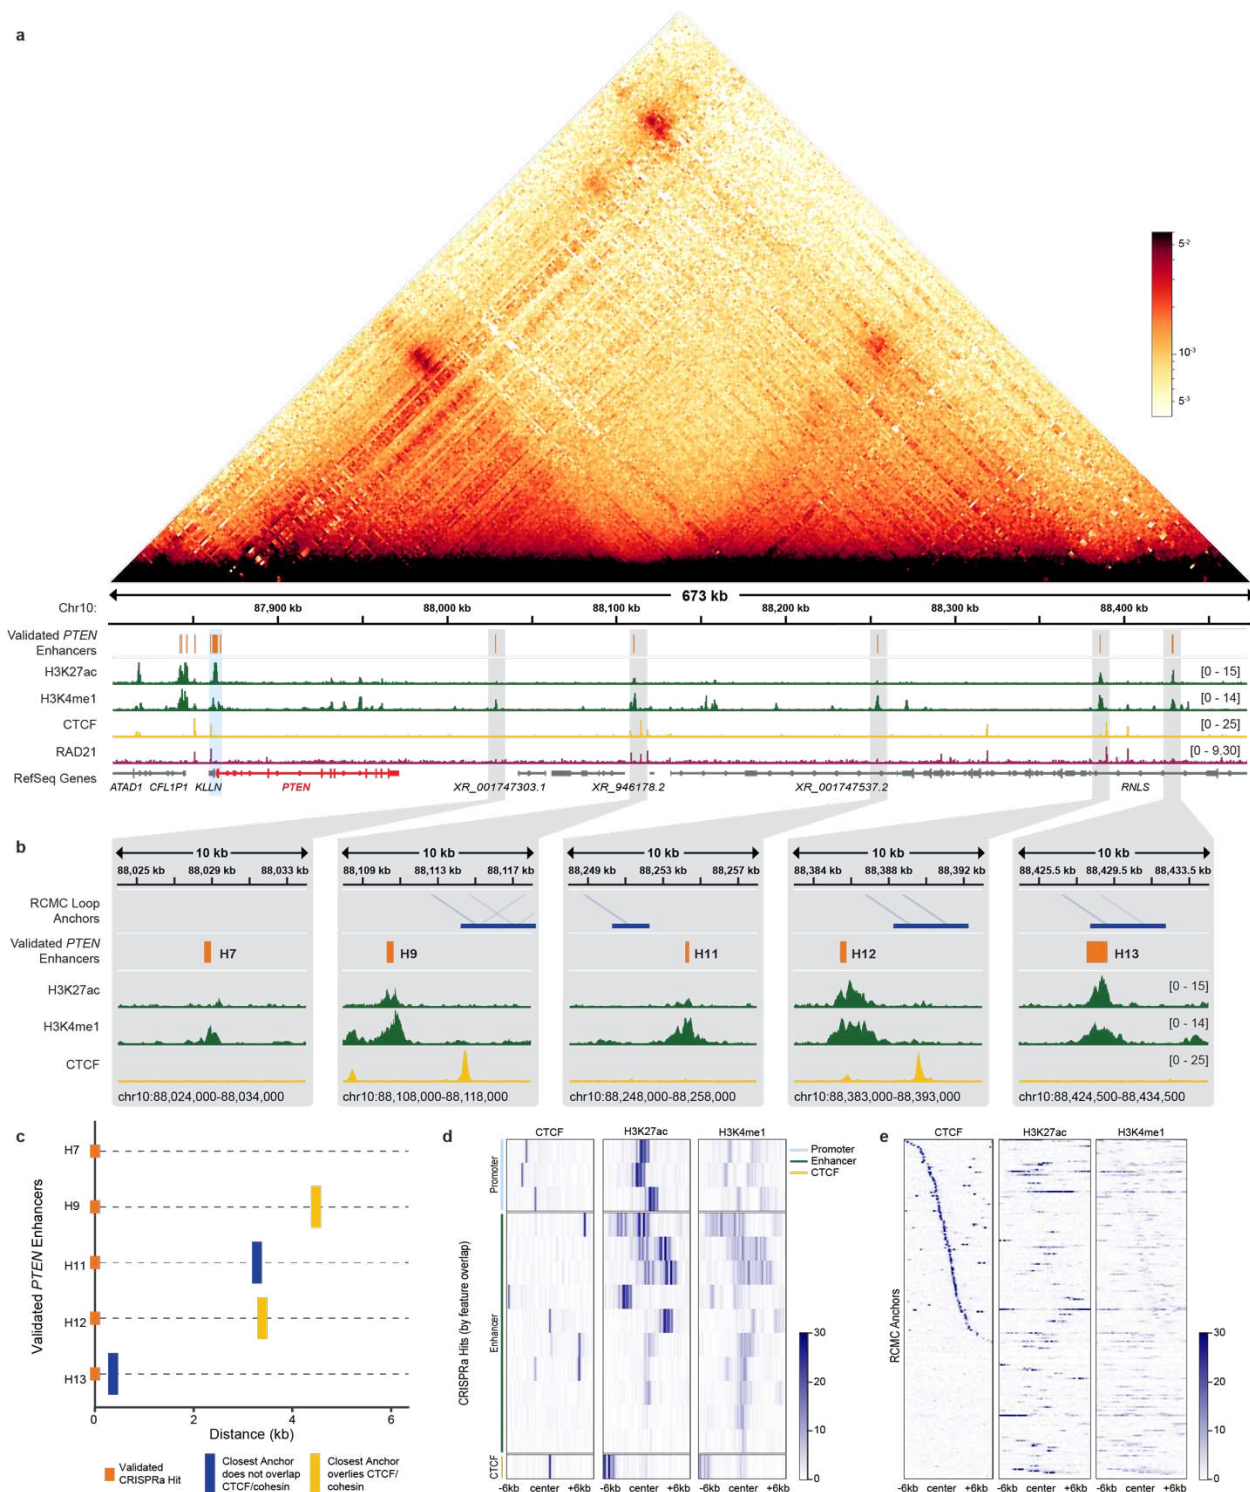 a
5-2
10-3
5-3
673 kb
Chr10:
87,900 kb 88,000 kb 88,100 kb 88,200 kb 88,300 kb 88,400 kb
Validated PTEN
Enhancers
H3K27ac [0 - 15]
H3K4me1 [0 - 14]
CTCF [0 - 25]
RAD21 [0 - 9.30]
RefSeq Genes
ATAD1 CFL1P1 KLLN PTEN XR_001747303.1 XR_946178.2 XR_001747537.2 RNLS
b
10 kb 10 kb 10 kb 10 kb 10 kb
88,025 kb 88,029 kb 88,033 kb 88,109 kb 88,113 kb 88,117 kb 88,249 kb 88,253 kb 88,257 kb 88,384 kb 88,388 kb 88,392 kb 88,425.5 kb 88,429.5 kb 88,433.5 kb
RCMC Loop
Anchors
Validated PTEN
Enhancers
H7 H9 H11 H12 H13
H3K27ac [0 - 15]
H3K4me1 [0 - 14]
CTCF [0 - 25]
chr10:88,024,000-88,034,000 chr10:88,108,000-88,118,000 chr10:88,248,000-88,258,000 chr10:88,383,000-88,393,000 chr10:88,424,500-88,434,500
c
Validated PTEN Enhancers
H7
H9
H11
H12
H13
0 2 4 6
Distance (kb)
Validated
CRISPRa Hit
Closest Anchor
does not overlap
CTCF/cohesin
Closest Anchor
overlies CTCF/
cohesin
d
CTCF H3K27ac H3K4me1
Promoter
Enhancer
CTCF
CRISPRa Hits (by feature overlap)
Promoter
Enhancer
CTCF
30
20
10
0
-6kb center +6kb -6kb center +6kb -6kb center +6kb
e
CTCF H3K27ac H3K4me1
RCMC Anchors
30
20
10
0
-6kb center +6kb -6kb center +6kb -6kb center +6kb